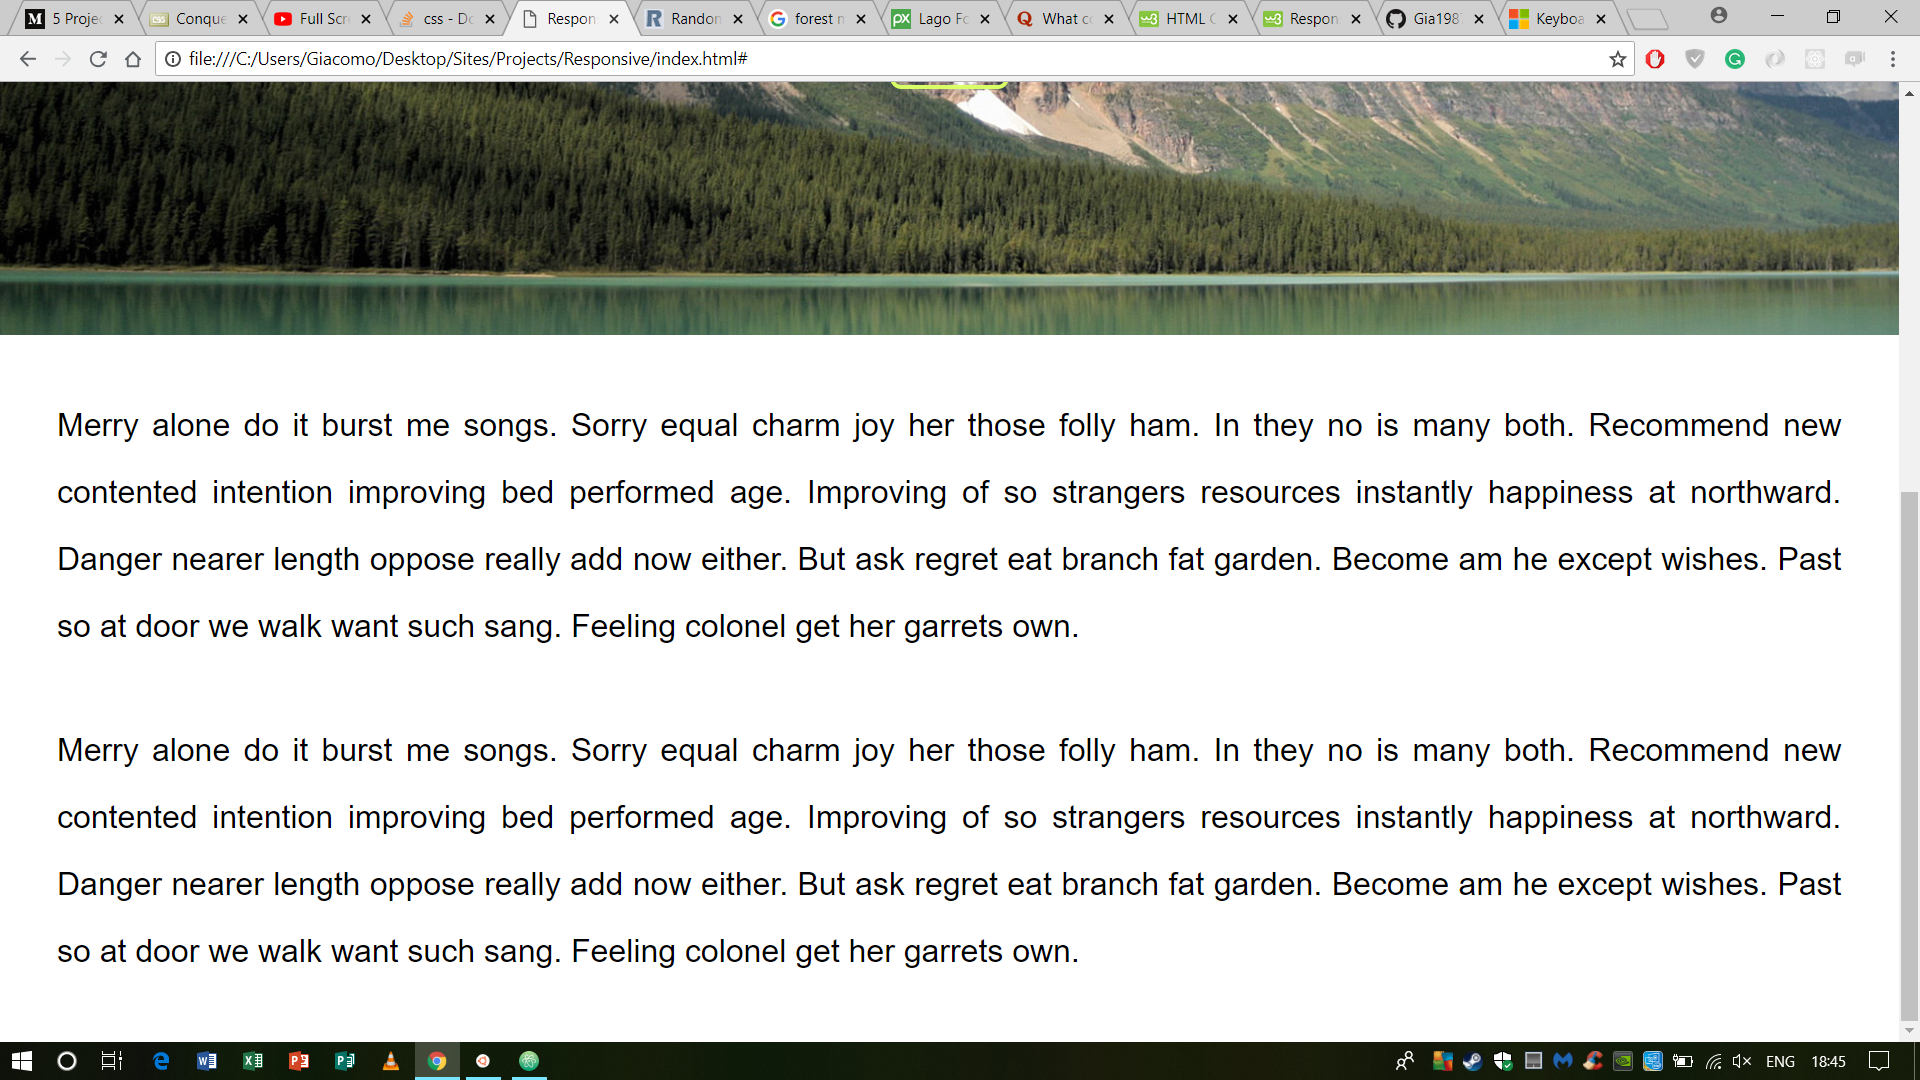 5 Projec
Conque
Full Scr
css - Do
Respon
Random
forest n
Lago Fo
What co
HTML C
Respon
Gia198
Keyboa
file:///C:/Users/Giacomo/Desktop/Sites/Projects/Responsive/index.html#
Merry alone do it burst me songs. Sorry equal charm joy her those folly ham. In they no is many both. Recommend new
contented intention improving bed performed age. Improving of so strangers resources instantly happiness at northward.
Danger nearer length oppose really add now either. But ask regret eat branch fat garden. Become am he except wishes. Past
so at door we walk want such sang. Feeling colonel get her garrets own.
Merry alone do it burst me songs. Sorry equal charm joy her those folly ham. In they no is many both. Recommend new
contented intention improving bed performed age. Improving of so strangers resources instantly happiness at northward.
Danger nearer length oppose really add now either. But ask regret eat branch fat garden. Become am he except wishes. Past
so at door we walk want such sang. Feeling colonel get her garrets own.
ENG
18:45